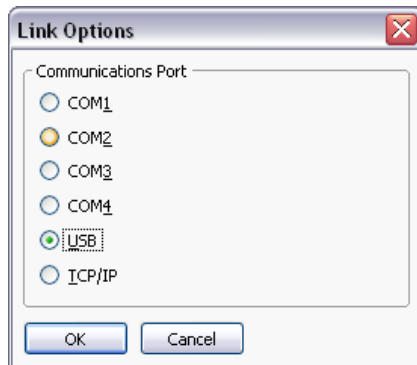 Link Options
Communications Port
COM1
COM2
COM3
COM4
USB
TCP/IP
OK Cancel